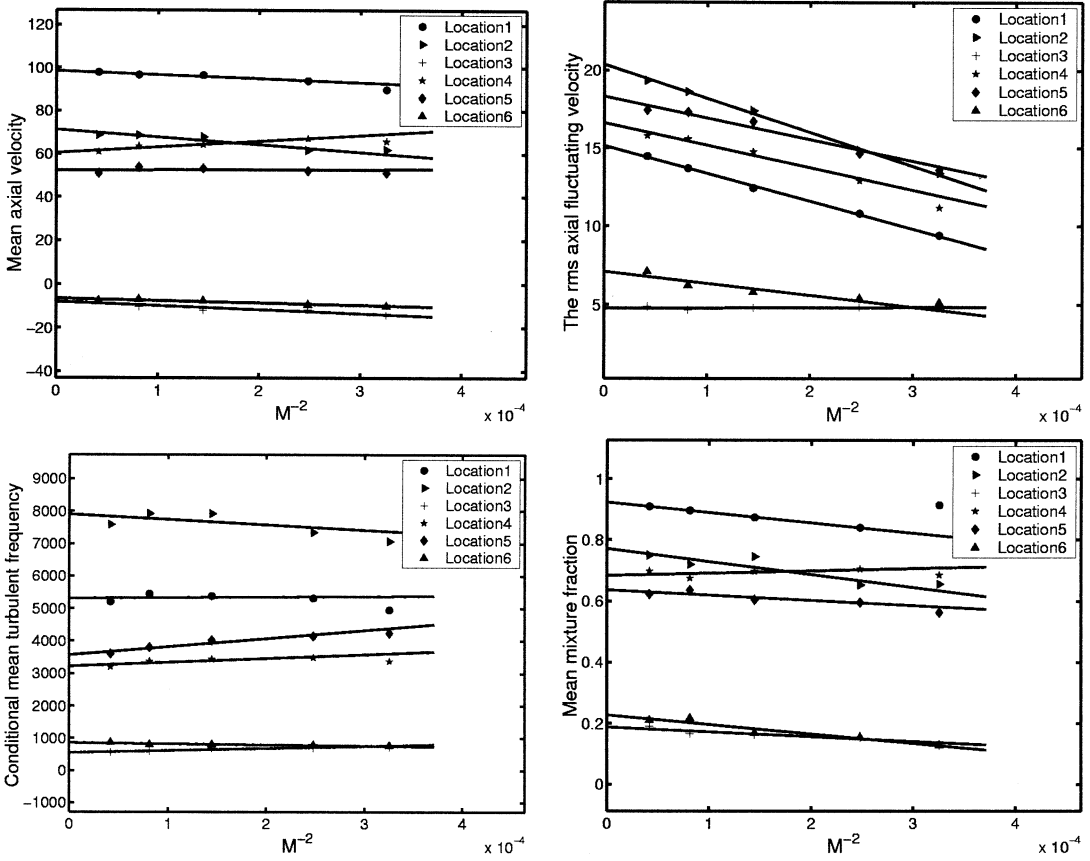 Mean axial velocity
120
100
80
60
40
20
0
−20
−40
0
1
2
3
4
M⁻²
x 10⁻⁴
Location1
Location2
Location3
Location4
Location5
Location6
The rms axial fluctuating velocity
20
15
10
5
0
1
2
3
4
M⁻²
x 10⁻⁴
Location1
Location2
Location3
Location4
Location5
Location6
Conditional mean turbulent frequency
9000
8000
7000
6000
5000
4000
3000
2000
1000
0
−1000
0
1
2
3
4
M⁻²
x 10⁻⁴
Location1
Location2
Location3
Location4
Location5
Location6
Mean mixture fraction
1
0.8
0.6
0.4
0.2
0
0
1
2
3
4
M⁻²
x 10⁻⁴
Location1
Location2
Location3
Location4
Location5
Location6